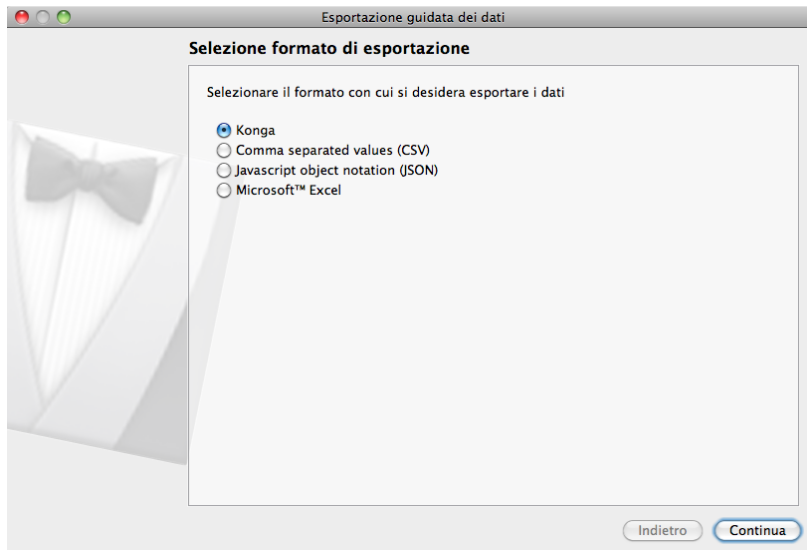 Esportazione guidata dei dati
Selezione formato di esportazione
Selezionare il formato con cui si desidera esportare i dati
Konga
Comma separated values (CSV)
Javascript object notation (JSON)
Microsoft™ Excel
Indietro
Continua